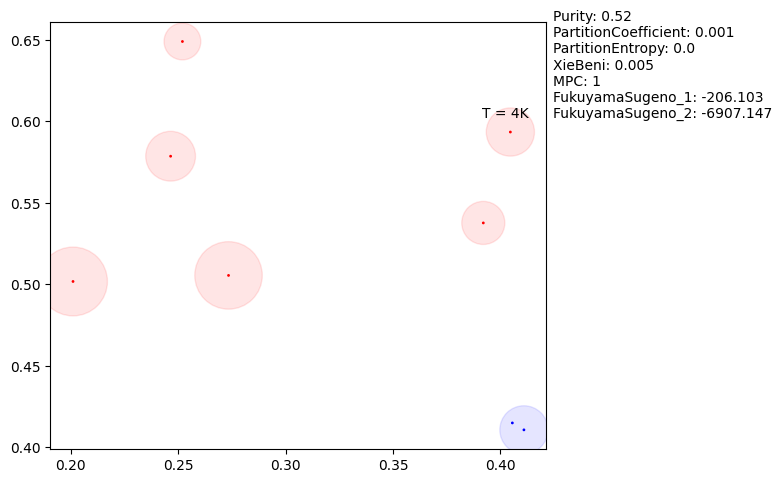 Purity: 0.52
PartitionCoefficient: 0.001
PartitionEntropy: 0.0
XieBeni: 0.005
MPC: 1
FukuyamaSugeno_1: -206.103
FukuyamaSugeno_2: -6907.147
T = 4K
0.65
0.60
0.55
0.50
0.45
0.40
0.20 0.25 0.30 0.35 0.40